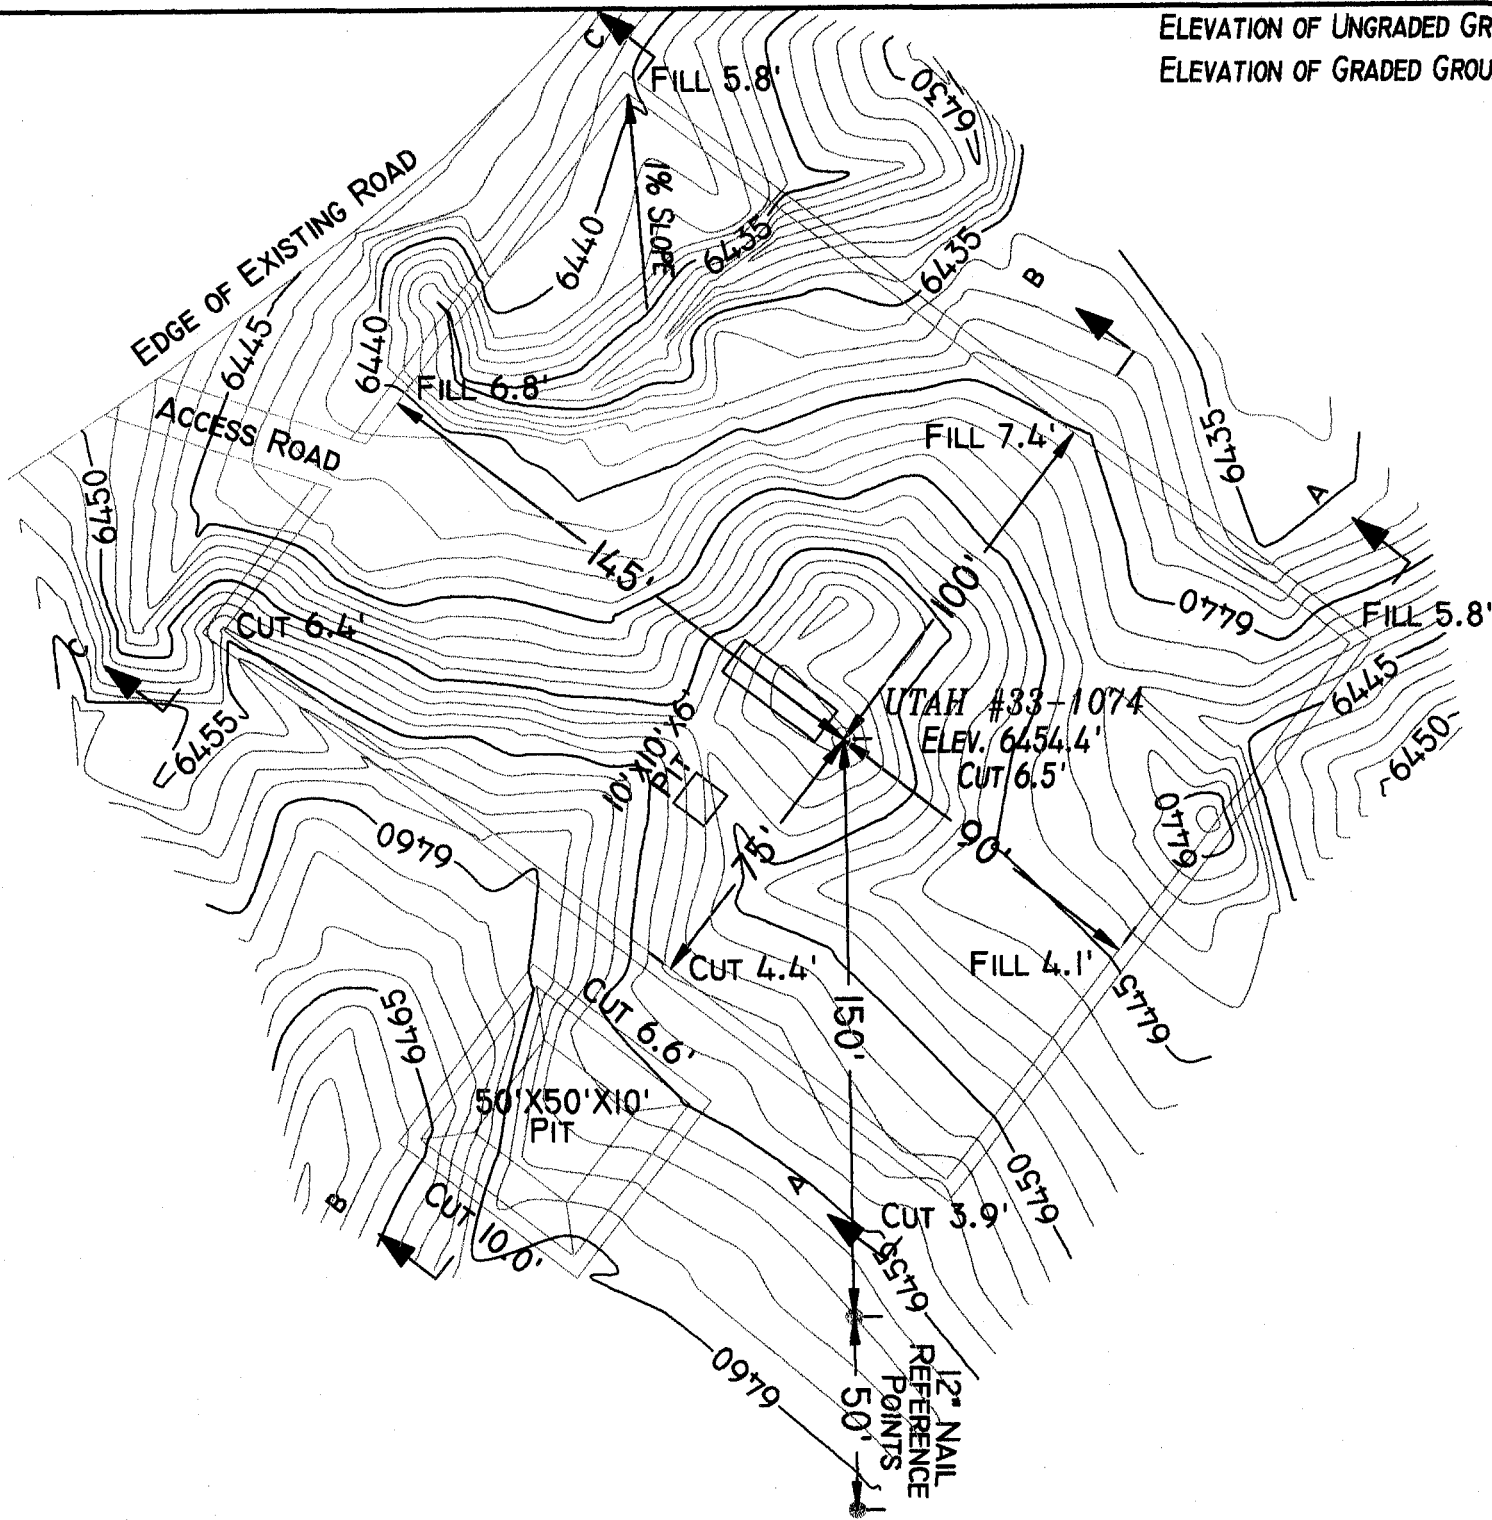 ELEVATION OF UNGRADED GR
ELEVATION OF GRADED GROU
C
FILL 5.8'
6430
EDGE OF EXISTING ROAD
1% SLOPE
6440
6435
6435
B
6445
6440
FILL 6.8'
ACCESS ROAD
FILL 7.4'
6435
A
6450
145'
100'
6440
FILL 5.8'
CUT 6.4'
C
6445
UTAH #33-1074
ELEV. 6454.4'
CUT 6.5'
6455
10'X10'X6'
PIT
6450
6440
6460
75'
90'
CUT 4.4'
FILL 4.1'
CUT 6.6'
6465
150'
6445
50'X50'X10'
PIT
A
6450
B
CUT 10.0'
CUT 3.9'
6455
6460
12" NAIL
REFERENCE
POINTS
50'